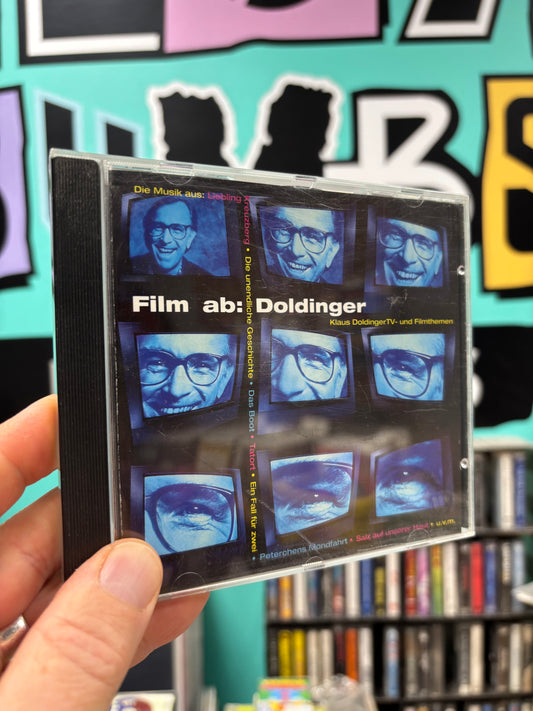 Die Musik aus: Liebling Kreuzberg • Die unendliche Geschichte • Das Boot • Tatort • Ein Fall für zwei • Peterchens Mondfahrt • Salz auf unserer Haut • u.v.m.
Film ab: Doldinger
Klaus Doldinger TV- und Filmthemen